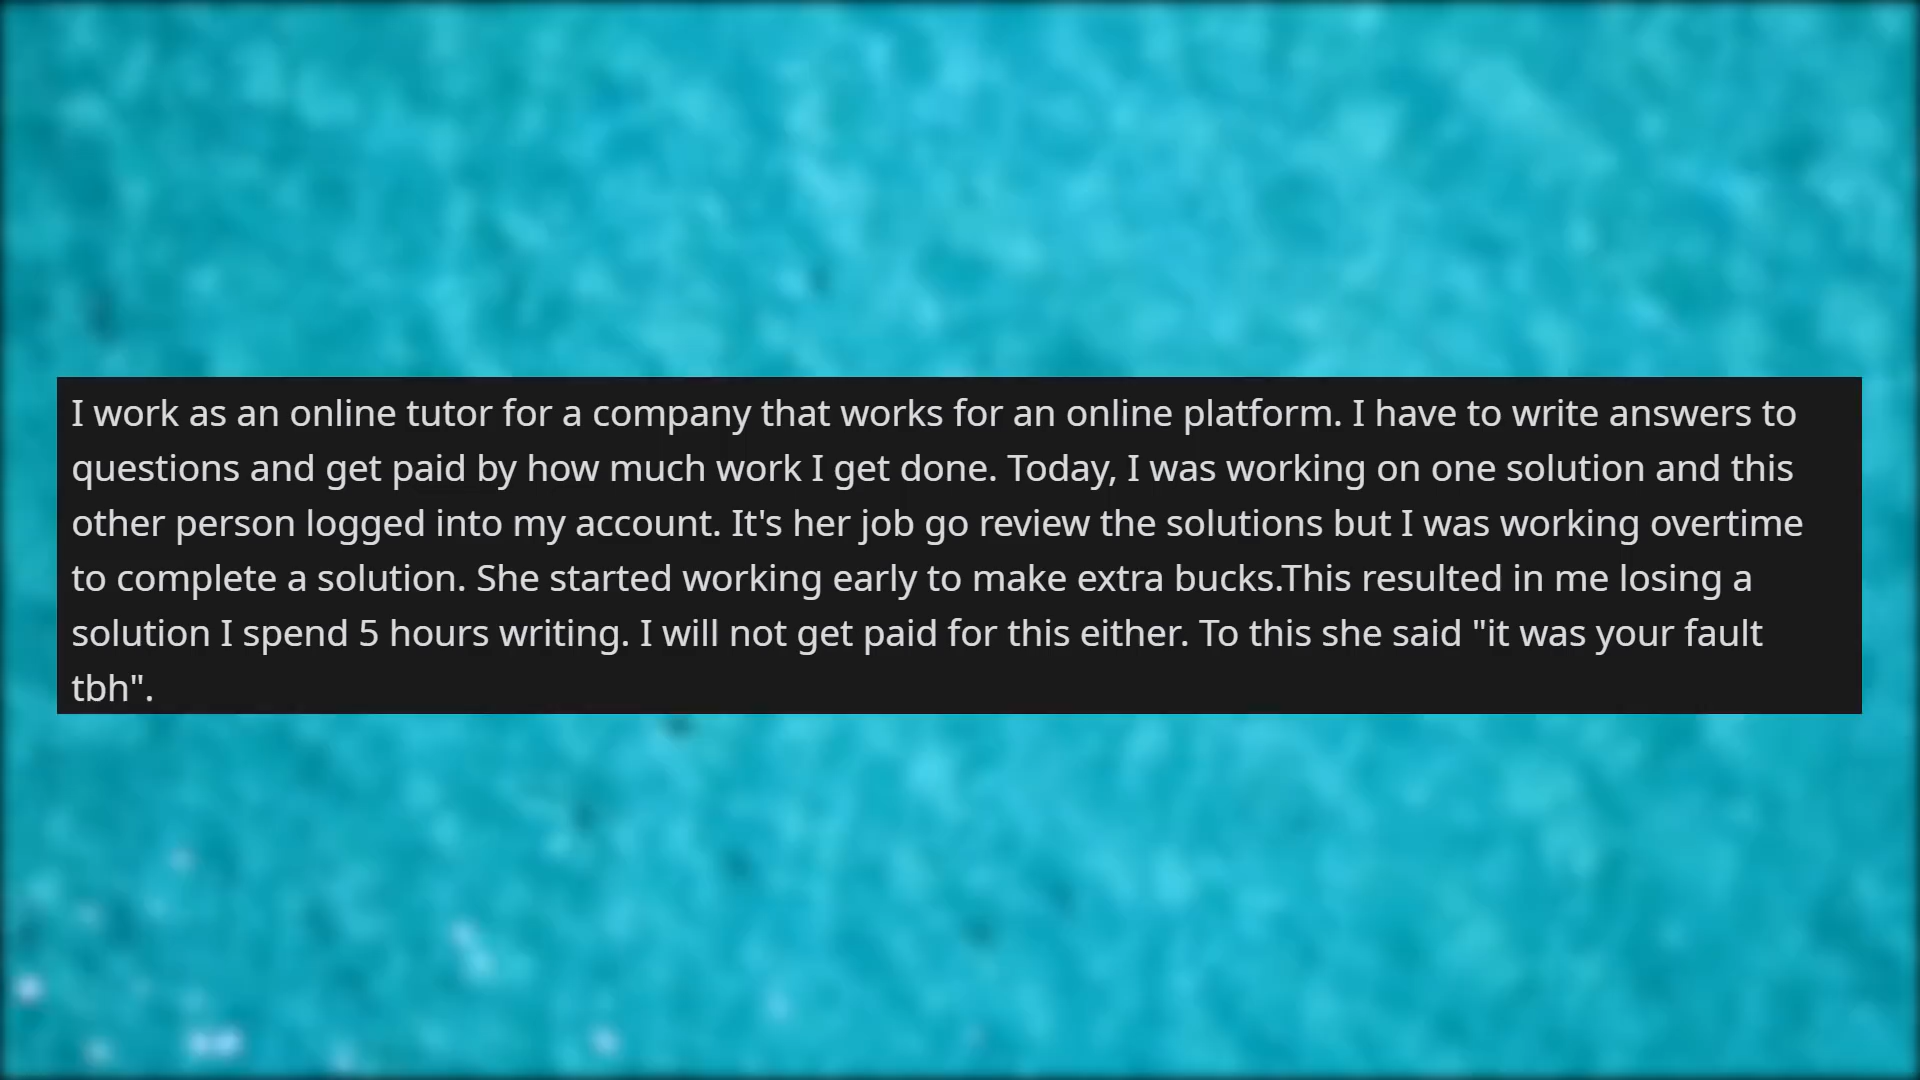 I work as an online tutor for a company that works for an online platform. I have to write answers to
questions and get paid by how much work I get done. Today, I was working on one solution and this
other person logged into my account. It's her job go review the solutions but I was working overtime
to complete a solution. She started working early to make extra bucks.This resulted in me losing a
solution I spend 5 hours writing. I will not get paid for this either. To this she said "it was your fault
tbh".